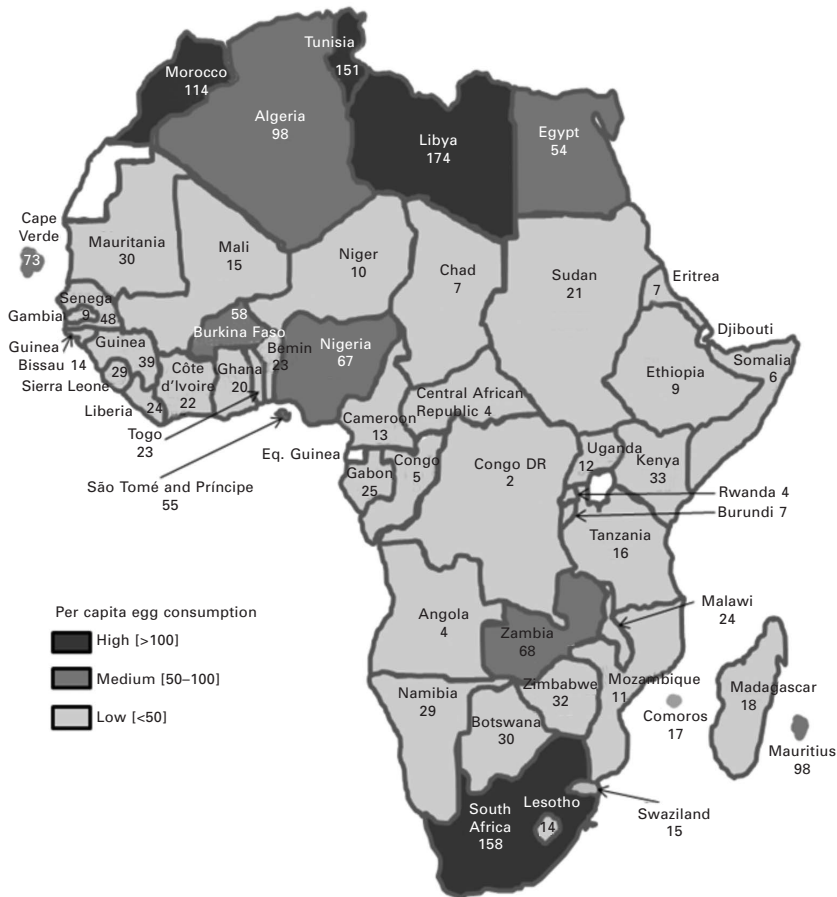 Tunisia
151
Morocco
114
Algeria
98
Libya
174
Egypt
54
Cape
Verde
73
Mauritania
30
Mali
15
Niger
10
Chad
7
Sudan
21
Eritrea
7
Senega
9
48
Gambia
58
Burkina Faso
Djibouti
Guinea
Bissau 14
Guinea
39
Bemin
23
Nigeria
67
Somalia
6
Ethiopia
9
Sierra Leone
29
Côte
d'Ivoire
22
Ghana
20
Liberia
24
Central African
Republic 4
Togo
23
Cameroon
13
Eq. Guinea
Gabon
25
Congo
5
Congo DR
2
Uganda
12
Kenya
33
São Tomé and Príncipe
55
Rwanda 4
Burundi 7
Tanzania
16
Per capita egg consumption
High [>100]
Medium [50–100]
Low [<50]
Angola
4
Zambia
68
Malawi
24
Namibia
29
Zimbabwe
32
Mozambique
11
Comoros
17
Madagascar
18
Mauritius
98
Botswana
30
South
Africa
158
Lesotho
14
Swaziland
15